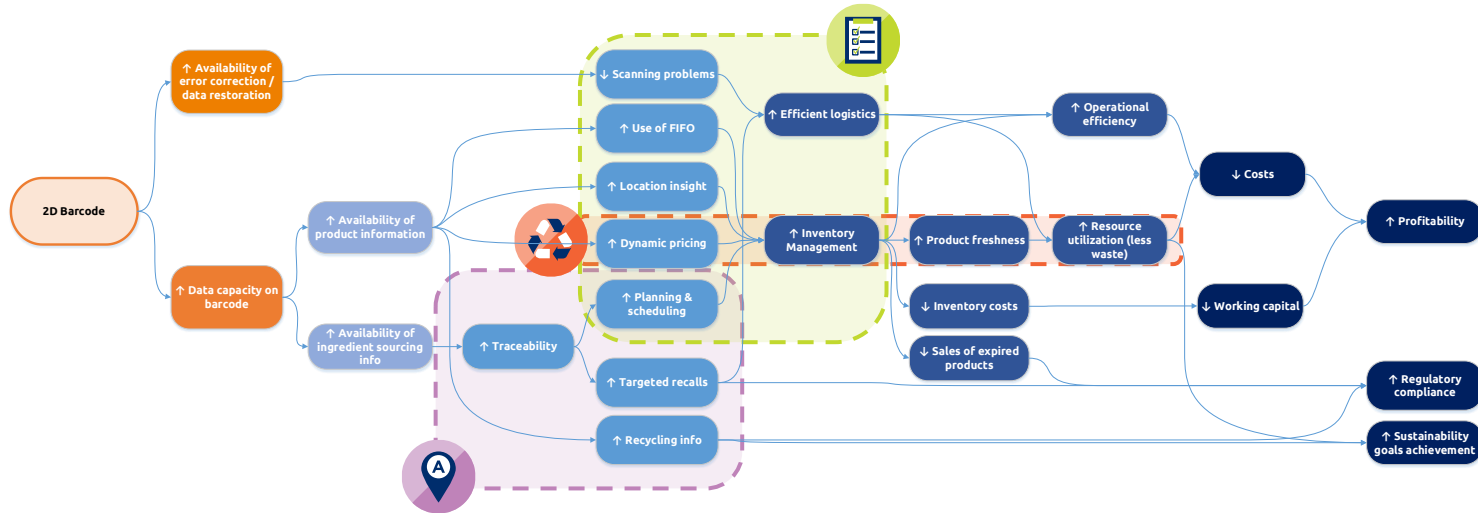 2D Barcode
↑ Availability of
error correction /
data restoration
↑ Data capacity on
barcode
↑ Availability of
product information
↑ Availability of
ingredient sourcing
info
↑ Traceability
↓ Scanning problems
↑ Use of FIFO
↑ Location insight
↑ Dynamic pricing
↑ Planning &
scheduling
↑ Targeted recalls
↑ Recycling info
↑ Efficient logistics
↑ Inventory
Management
↑ Product freshness
↓ Inventory costs
↓ Sales of expired
products
↑ Operational
efficiency
↑ Resource
utilization (less
waste)
↓ Costs
↓ Working capital
↑ Profitability
↑ Regulatory
compliance
↑ Sustainability
goals achievement
A